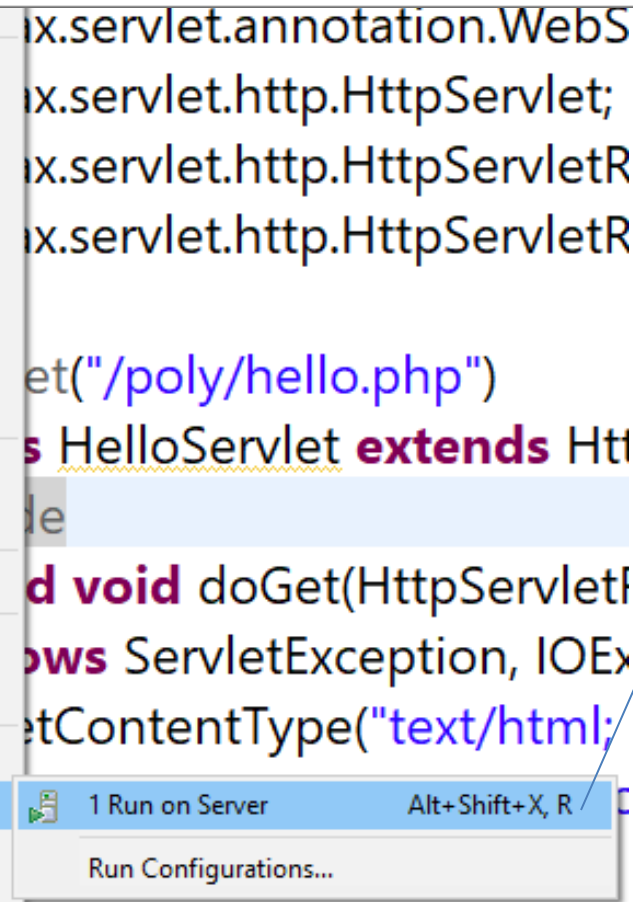 ax.servlet.annotation.WebS
ax.servlet.http.HttpServlet;
ax.servlet.http.HttpServletR
ax.servlet.http.HttpServletR
et("/poly/hello.php")
s HelloServlet extends Htt
de
d void doGet(HttpServletR
ows ServletException, IOEx
etContentType("text/html;
1 Run on Server Alt+Shift+X, R
Run Configurations...